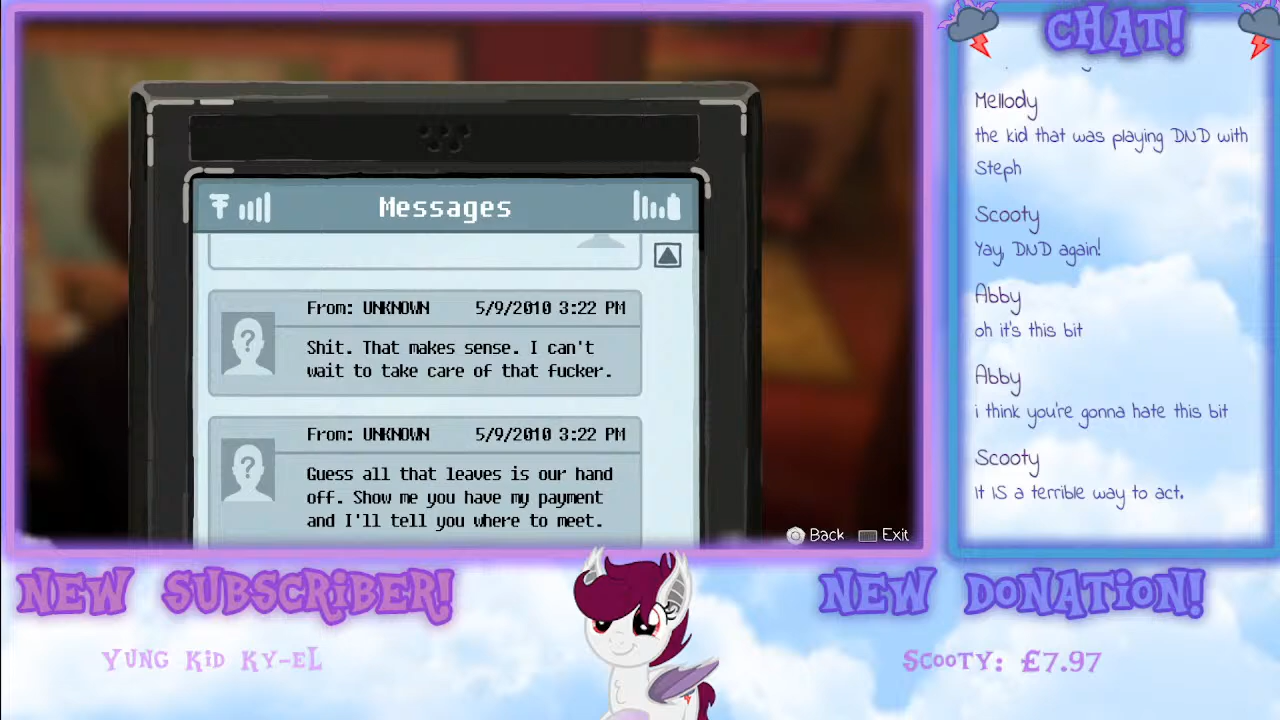 CHAT!
Mellody
the kid that was playing DND with
Steph
Scooty
Yay, DND again!
Abby
oh it's this bit
Abby
i think you're gonna hate this bit
Scooty
It IS a terrible way to act.
Messages
From: UNKNOWN 5/9/2010 3:22 PM
Shit. That makes sense. I can't
wait to take care of that fucker.
From: UNKNOWN 5/9/2010 3:22 PM
Guess all that leaves is our hand
off. Show me you have my payment
and I'll tell you where to meet.
Back Exit
NEW SUBSCRIBER!
YUNG KID KY-EL
NEW DONATION!
SCOOTY: £7.97